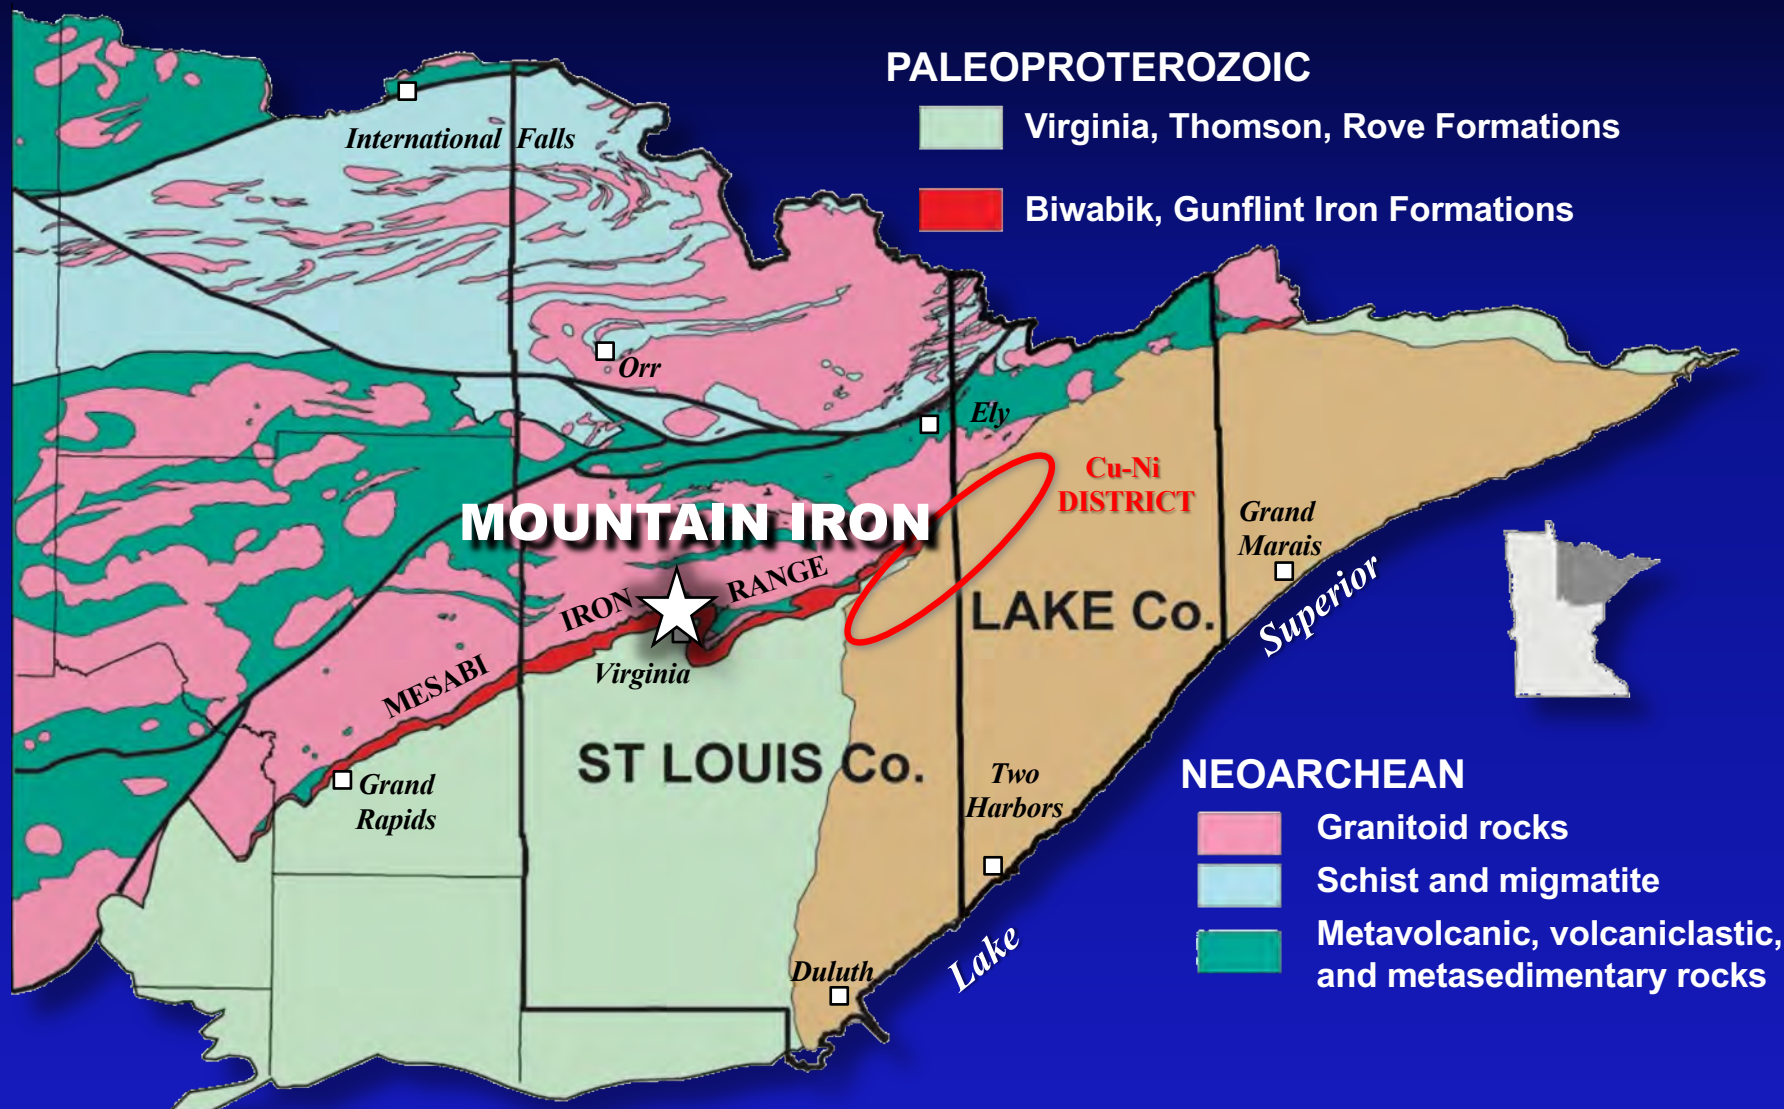 PALEOPROTEROZOIC
Virginia, Thomson, Rove Formations
Biwabik, Gunflint Iron Formations
International Falls
Orr
Ely
Cu-Ni
DISTRICT
MOUNTAIN IRON
Grand
Marais
MESABI IRON RANGE
Virginia
LAKE Co.
Lake Superior
ST LOUIS Co.
Grand
Rapids
Two
Harbors
Duluth
NEOARCHEAN
Granitoid rocks
Schist and migmatite
Metavolcanic, volcaniclastic,
and metasedimentary rocks